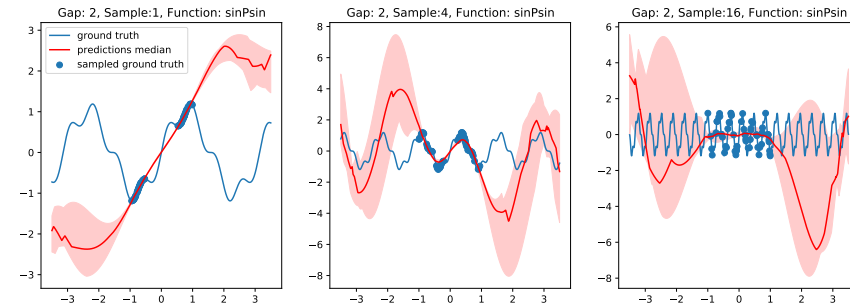 Gap: 2, Sample:1, Function: sinPsin
ground truth
predictions median
sampled ground truth
3
2
1
0
−1
−2
−3
−3 −2 −1 0 1 2 3
Gap: 2, Sample:4, Function: sinPsin
8
6
4
2
0
−2
−4
−6
−8
−3 −2 −1 0 1 2 3
Gap: 2, Sample:16, Function: sinPsin
6
4
2
0
−2
−4
−6
−8
−3 −2 −1 0 1 2 3